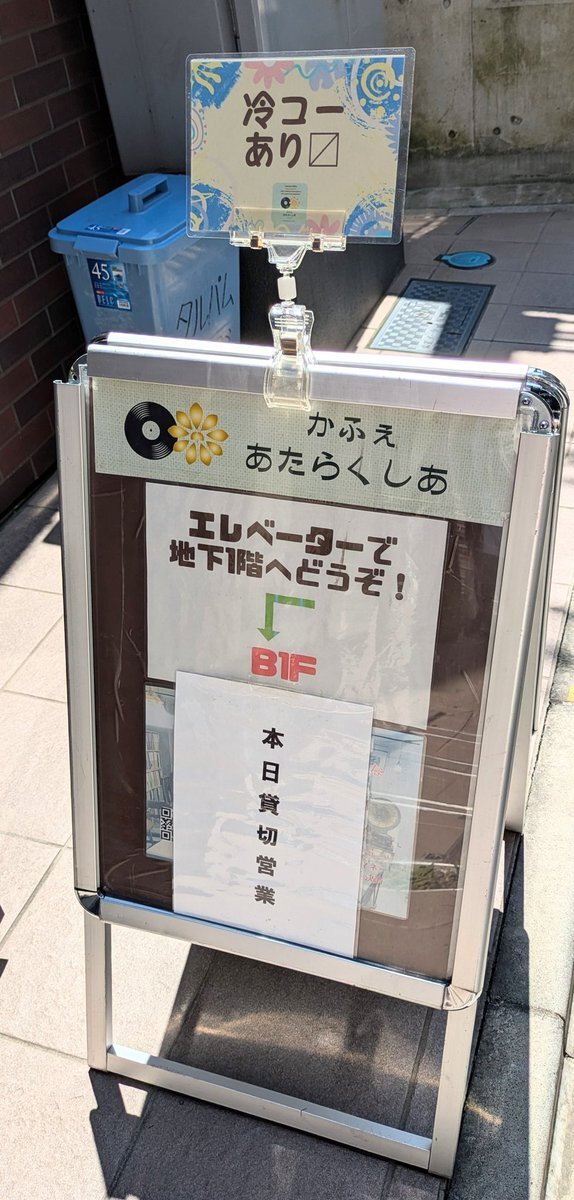 冷コー
あり〼
45
タルパム
かふぇ
あたらくしあ
エレベーターで
地下1階へどうぞ！
B1F
本日貸切営業